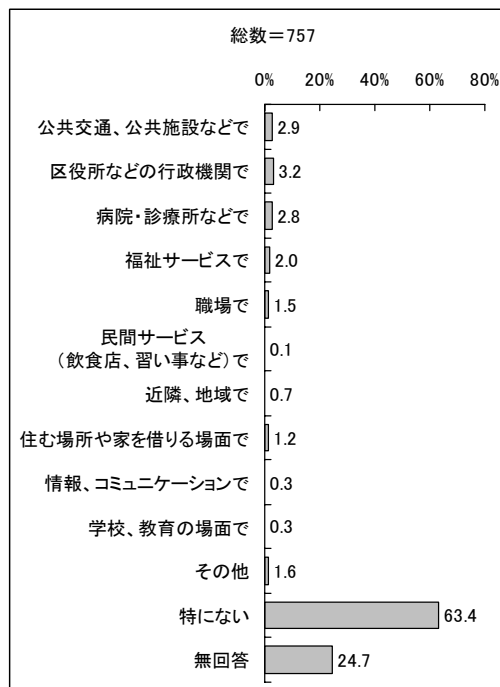 総数=757
0% 20% 40% 60% 80%
公共交通、公共施設などで 2.9
区役所などの行政機関で 3.2
病院・診療所などで 2.8
福祉サービスで 2.0
職場で 1.5
民間サービス
(飲食店、習い事など)で 0.1
近隣、地域で 0.7
住む場所や家を借りる場面で 1.2
情報、コミュニケーションで 0.3
学校、教育の場面で 0.3
その他 1.6
特にない 63.4
無回答 24.7